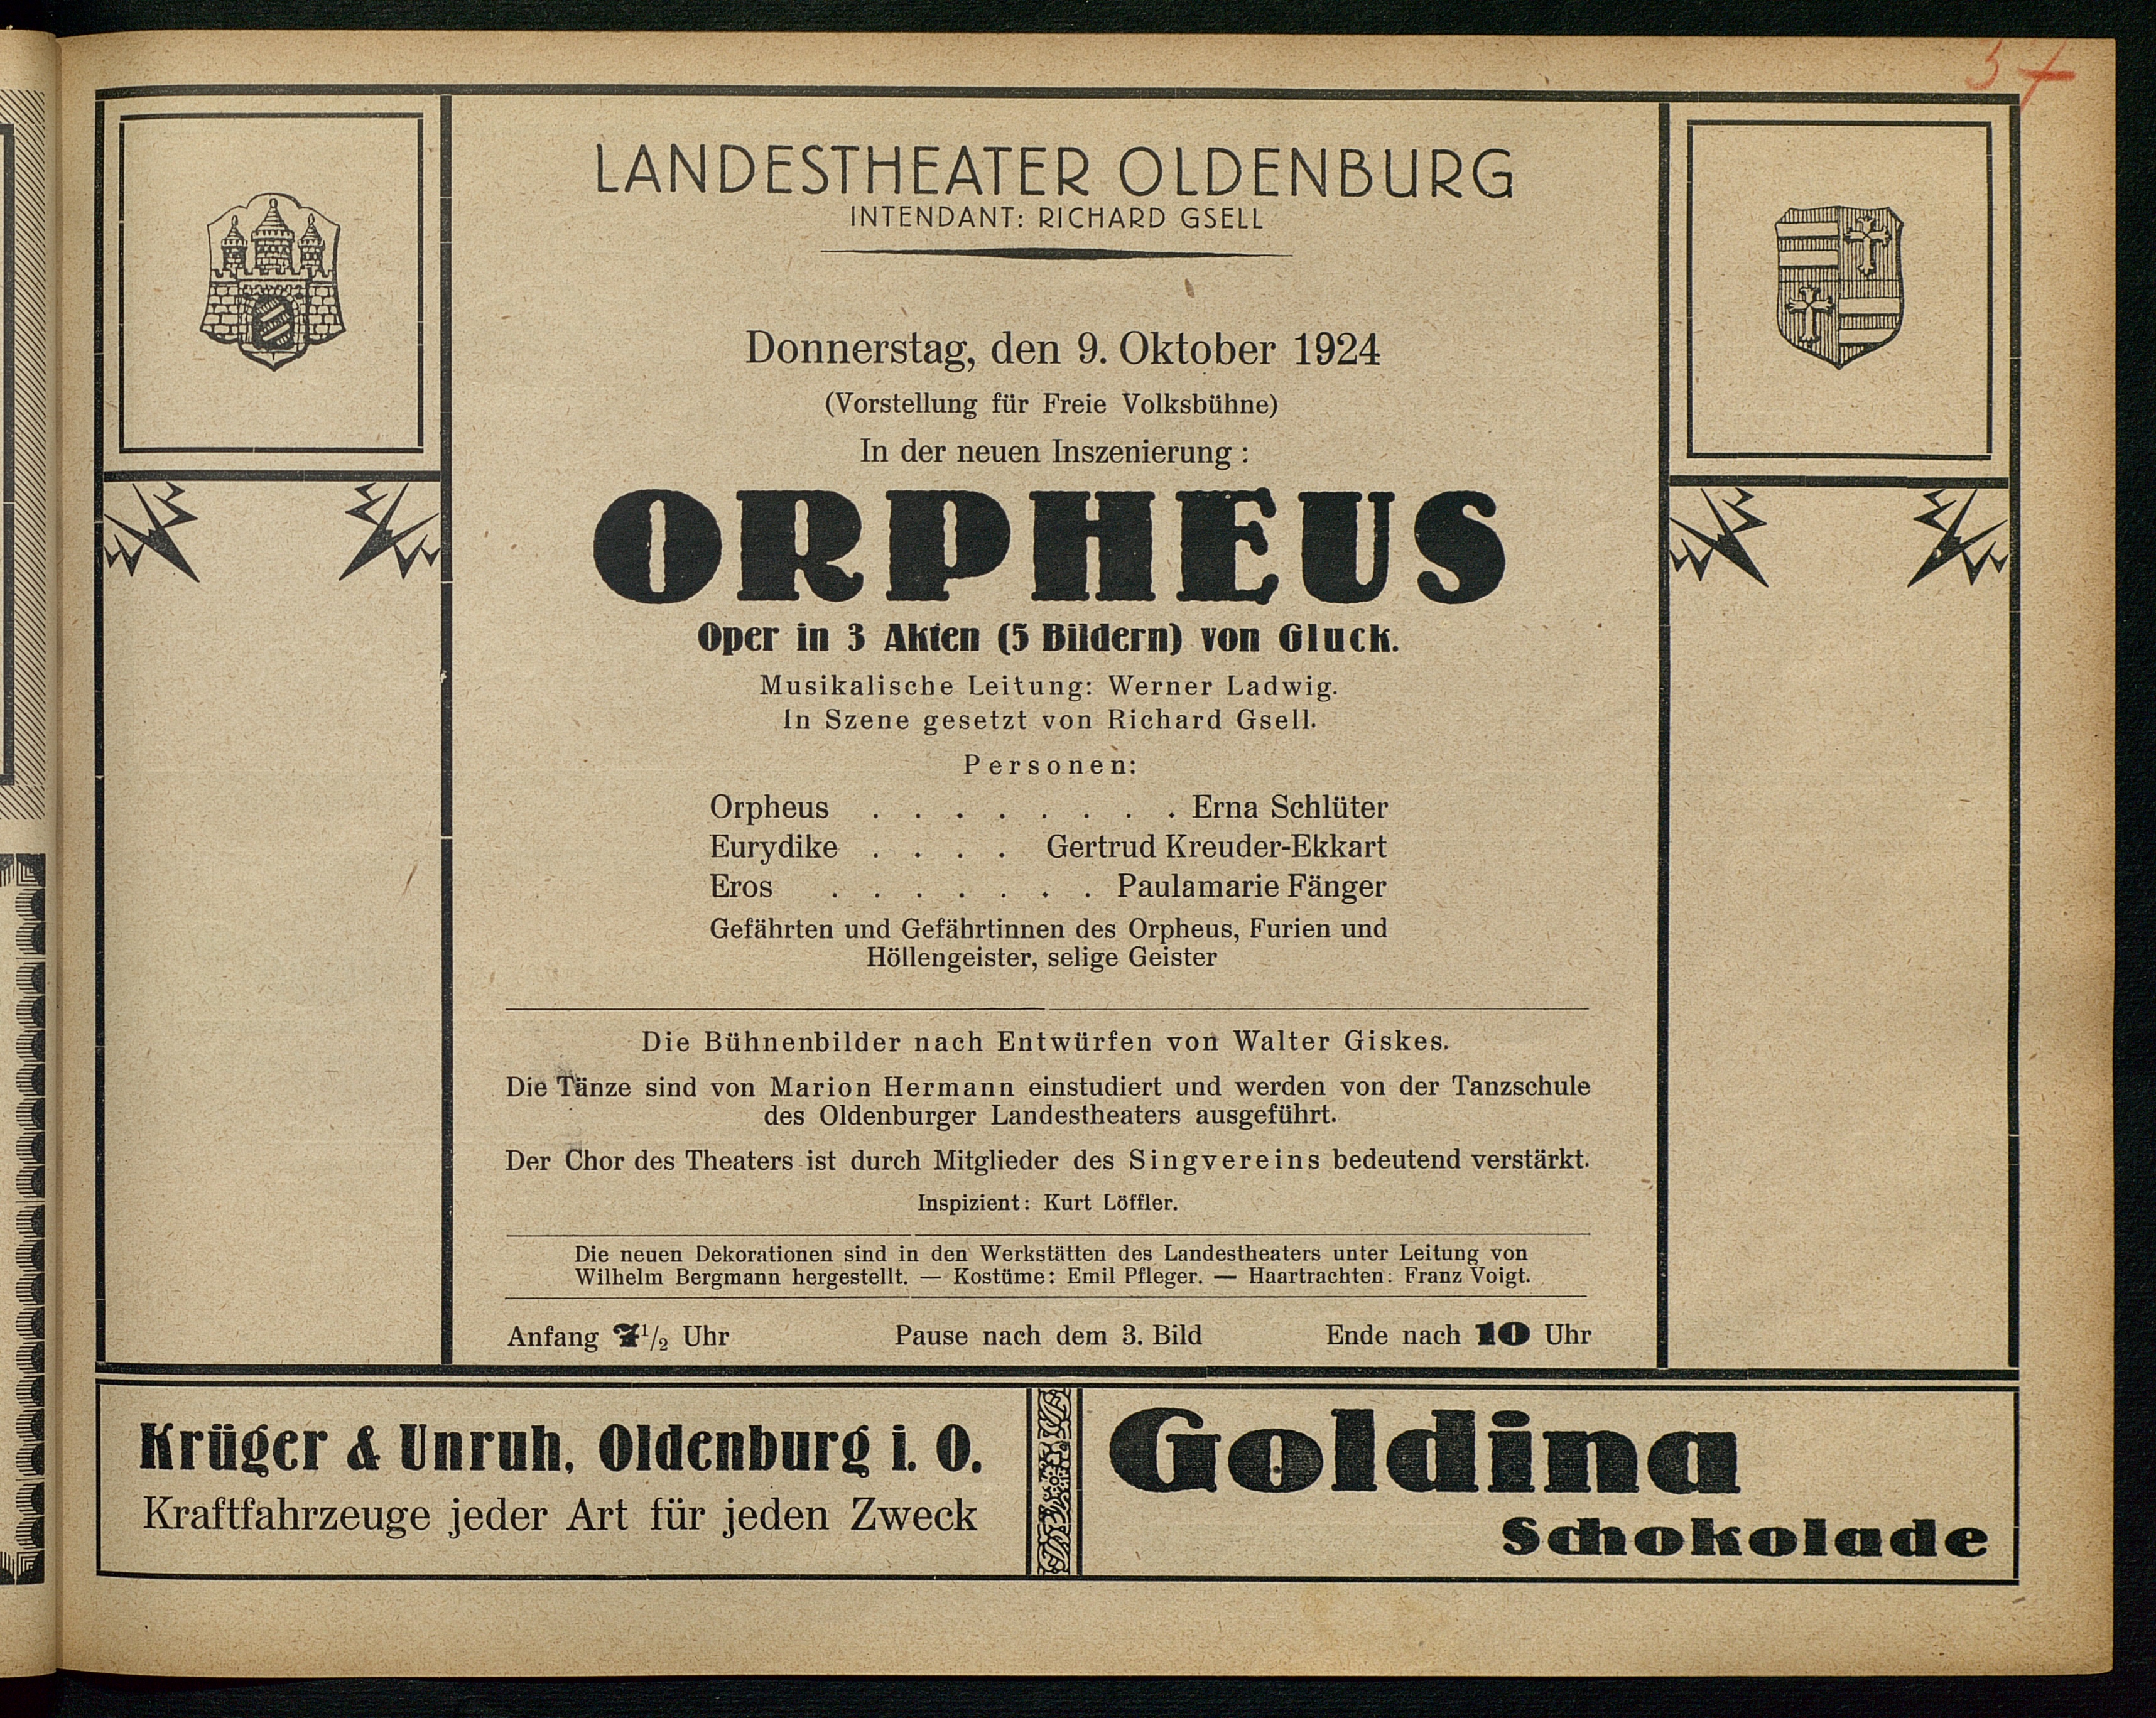 LANDESTHEATER OLDENBURG
INTENDANT: RICHARD GSELL
Donnerstag, den 9. Oktober 1924
(Vorstellung für Freie Volksbühne)
In der neuen Inszenierung:
ORPHEUS
Oper in 3 Akten (5 Bildern) von Gluck.
Musikalische Leitung: Werner Ladwig.
In Szene gesetzt von Richard Gsell.
Personen:
Orpheus . . . . . . . . Erna Schlüter
Eurydike . . . . Gertrud Kreuder-Ekkart
Eros . . . . . . . Paulamarie Fänger
Gefährten und Gefährtinnen des Orpheus, Furien und
Höllengeister, selige Geister
Die Bühnenbilder nach Entwürfen von Walter Giskes.
Die Tänze sind von Marion Hermann einstudiert und werden von der Tanzschule
des Oldenburger Landestheaters ausgeführt.
Der Chor des Theaters ist durch Mitglieder des Singvereins bedeutend verstärkt.
Inspizient: Kurt Löffler.
Die neuen Dekorationen sind in den Werkstätten des Landestheaters unter Leitung von
Wilhelm Bergmann hergestellt. — Kostüme: Emil Pfleger. — Haartrachten: Franz Voigt.
Anfang 7½ Uhr Pause nach dem 3. Bild Ende nach 10 Uhr
Krüger & Unruh, Oldenburg i. O.
Kraftfahrzeuge jeder Art für jeden Zweck
Goldina
Schokolade